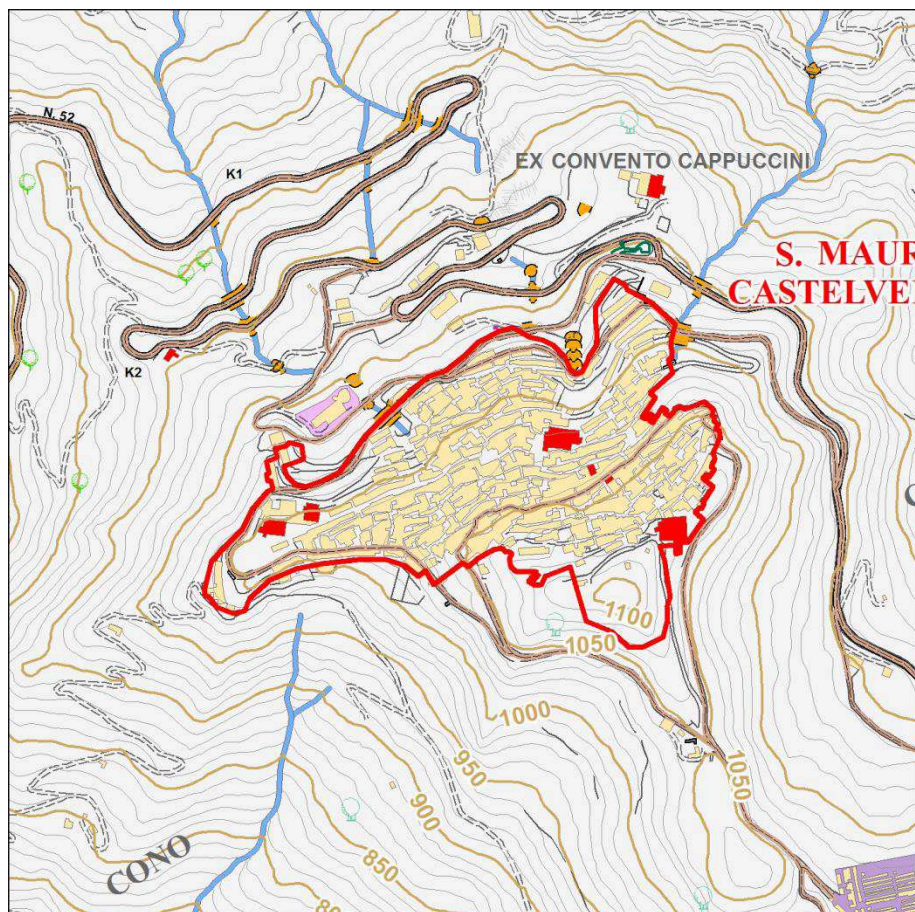 N. 52
K1
EX CONVENTO CAPPUCCINI
S. MAUR
CASTELVE
K2
1100
1050
1000
950
1050
900
850
CONO